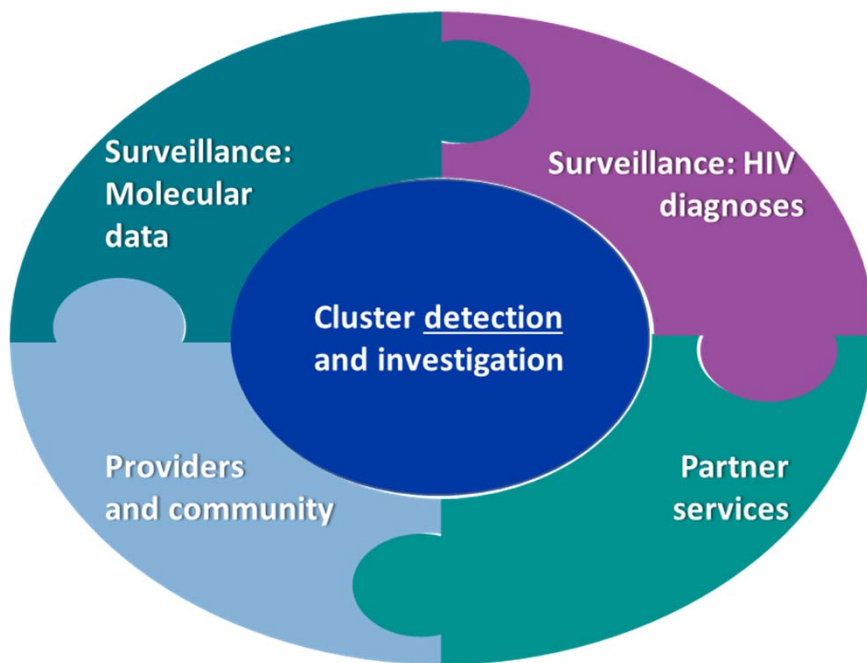 Surveillance:
Molecular
data
Surveillance: HIV
diagnoses
Cluster detection
and investigation
Providers
and community
Partner
services